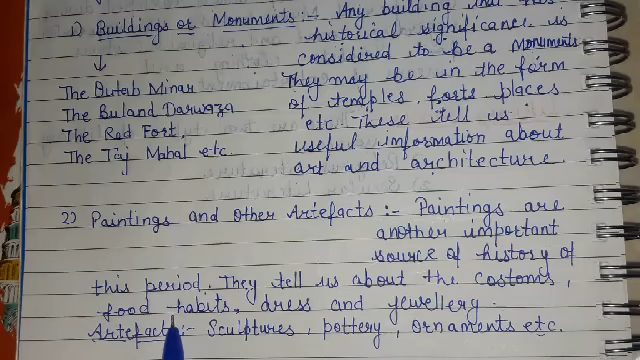 1) Buildings or Monuments :- Any building that has
historical significance is
considered to be a Monuments
The Qutab Minar They may be in the form
The Buland Darwaza of temples, forts places
The Red Fort etc. These tell us
The Taj Mahal etc. useful information about
art and architecture.
2) Paintings and Other Artefacts :- Paintings are
another important
source of history of
this period. They tell us about the customs,
food habits, dress and jewellery.
Artefacts :- Sculptures, pottery, ornaments etc.